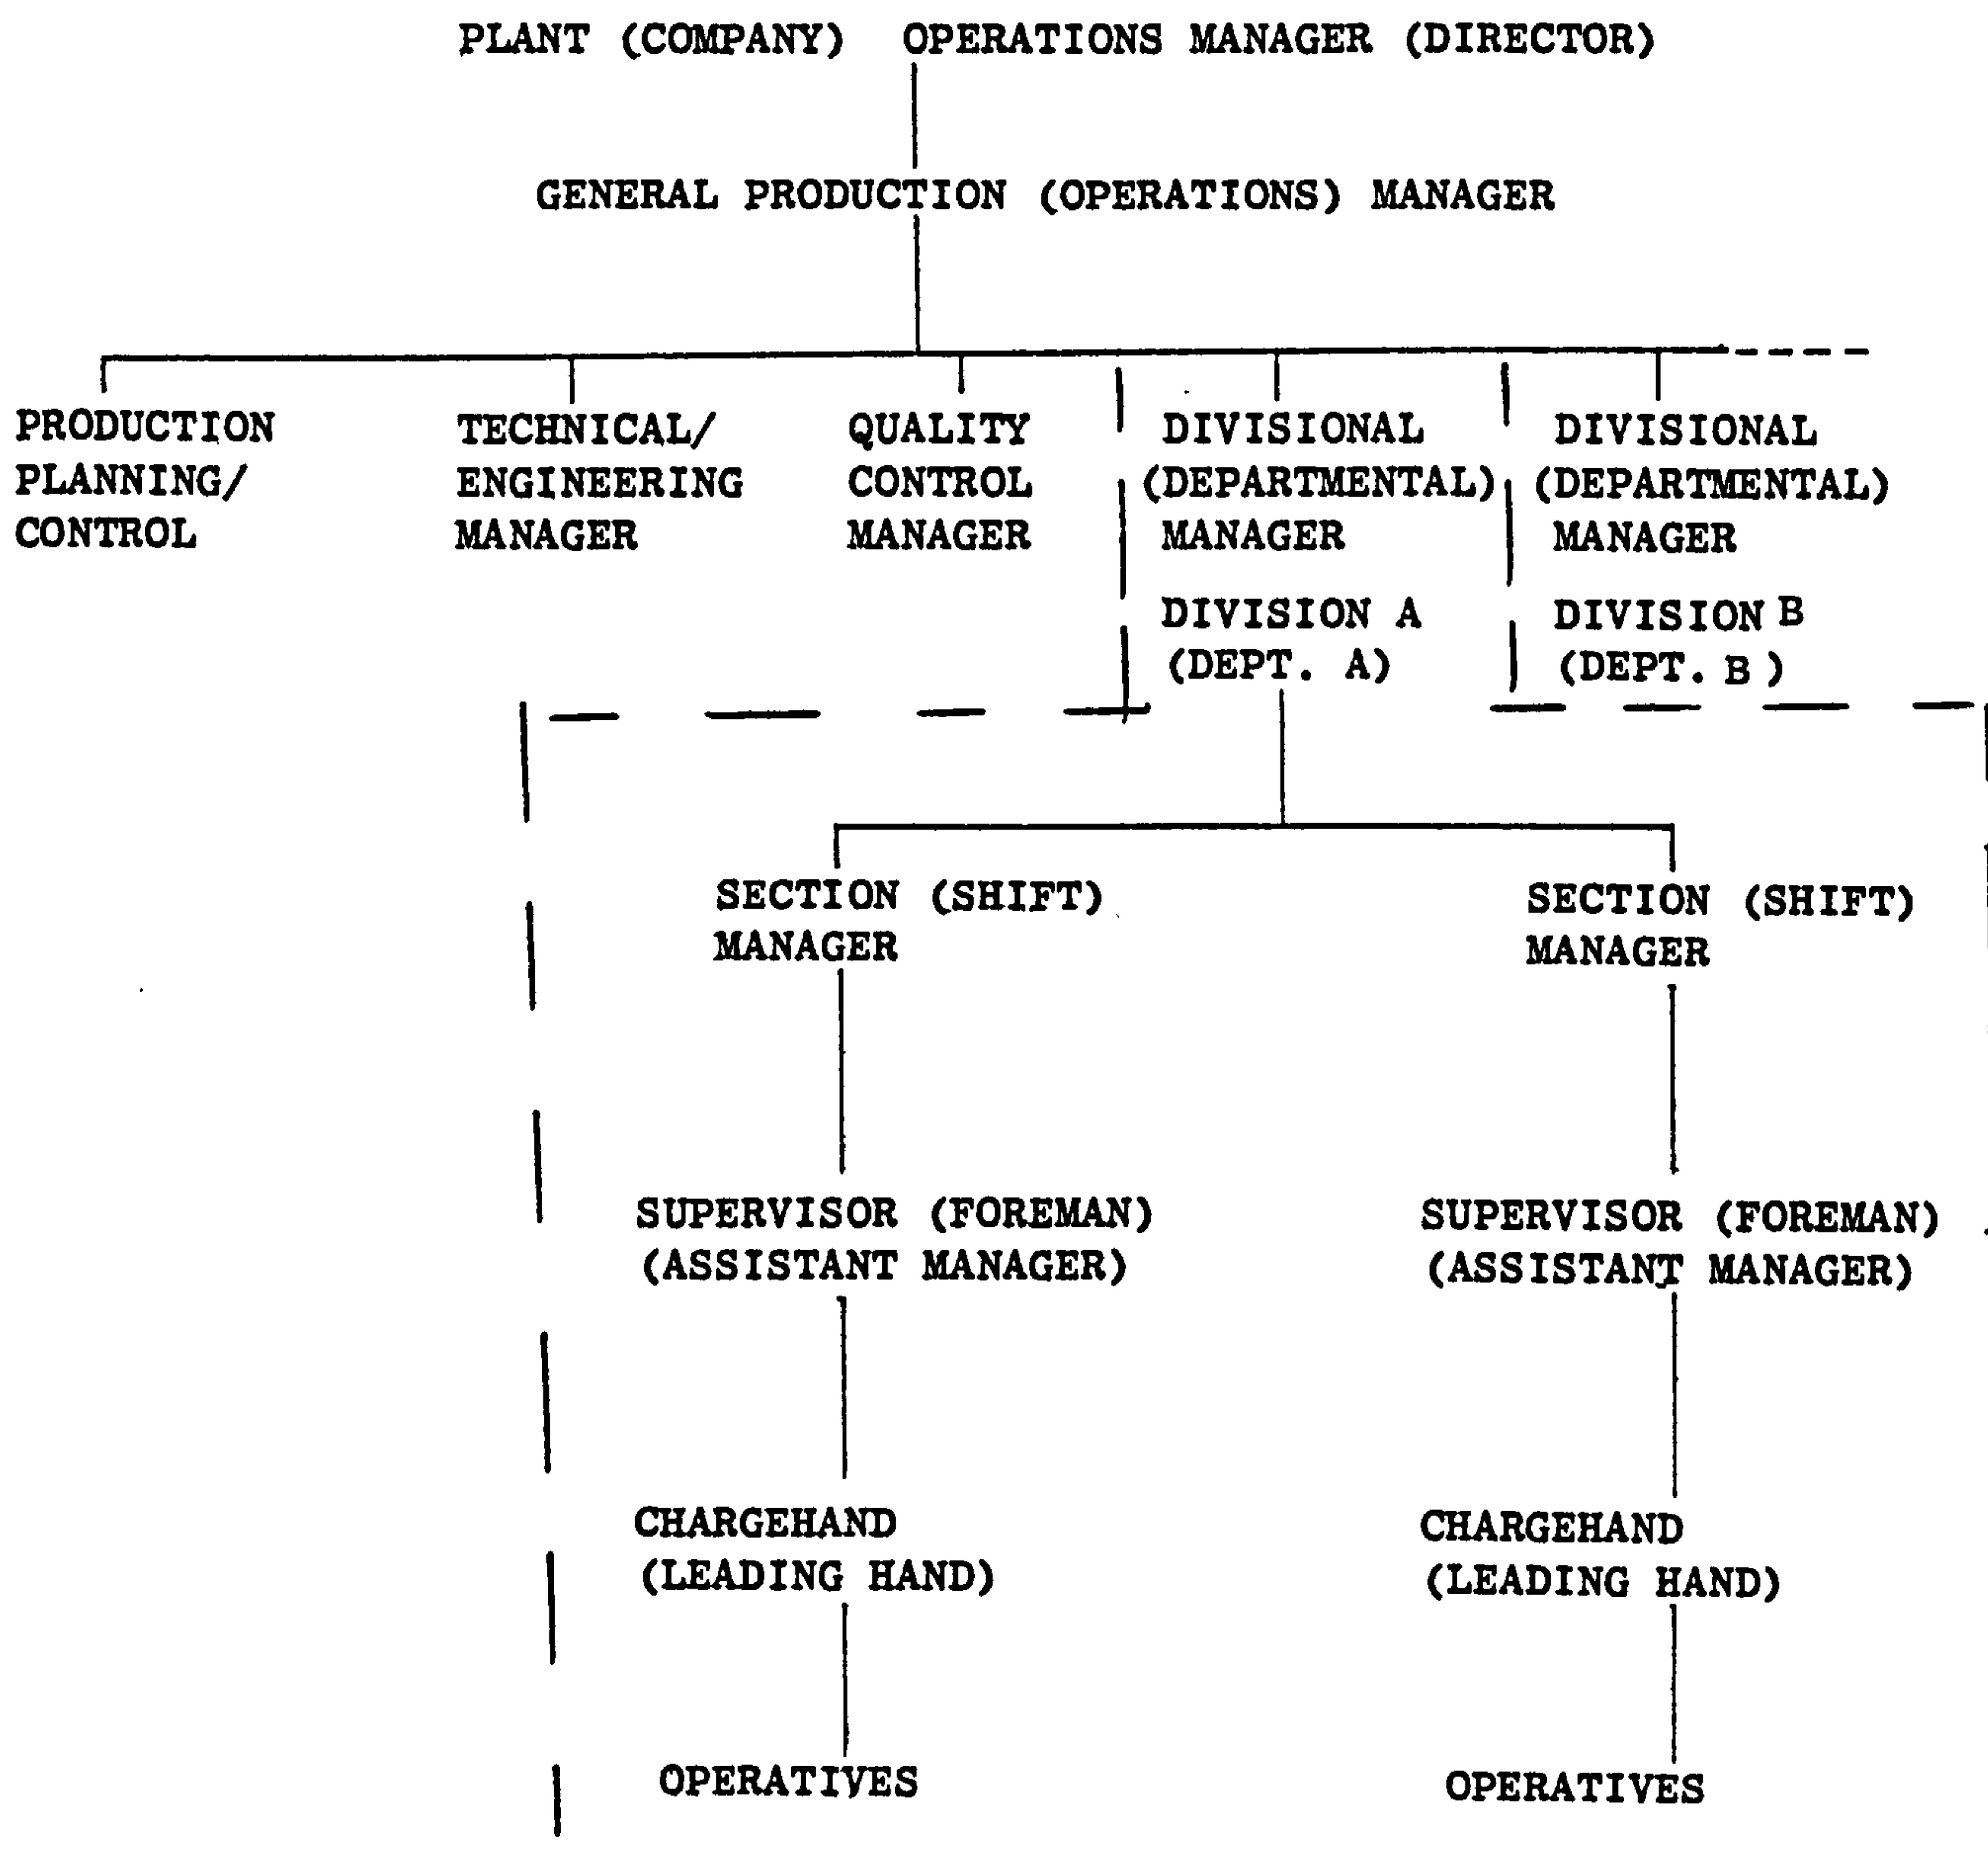 PLANT (COMPANY) OPERATIONS MANAGER (DIRECTOR)
GENERAL PRODUCTION (OPERATIONS) MANAGER
PRODUCTION
PLANNING/
CONTROL
TECHNICAL/
ENGINEERING
MANAGER
QUALITY
CONTROL
MANAGER
DIVISIONAL
(DEPARTMENTAL)
MANAGER
DIVISION A
(DEPT. A)
DIVISIONAL
(DEPARTMENTAL)
MANAGER
DIVISION B
(DEPT. B)
SECTION (SHIFT)
MANAGER
SECTION (SHIFT)
MANAGER
SUPERVISOR (FOREMAN)
(ASSISTANT MANAGER)
SUPERVISOR (FOREMAN)
(ASSISTANT MANAGER)
CHARGEHAND
(LEADING HAND)
CHARGEHAND
(LEADING HAND)
OPERATIVES
OPERATIVES